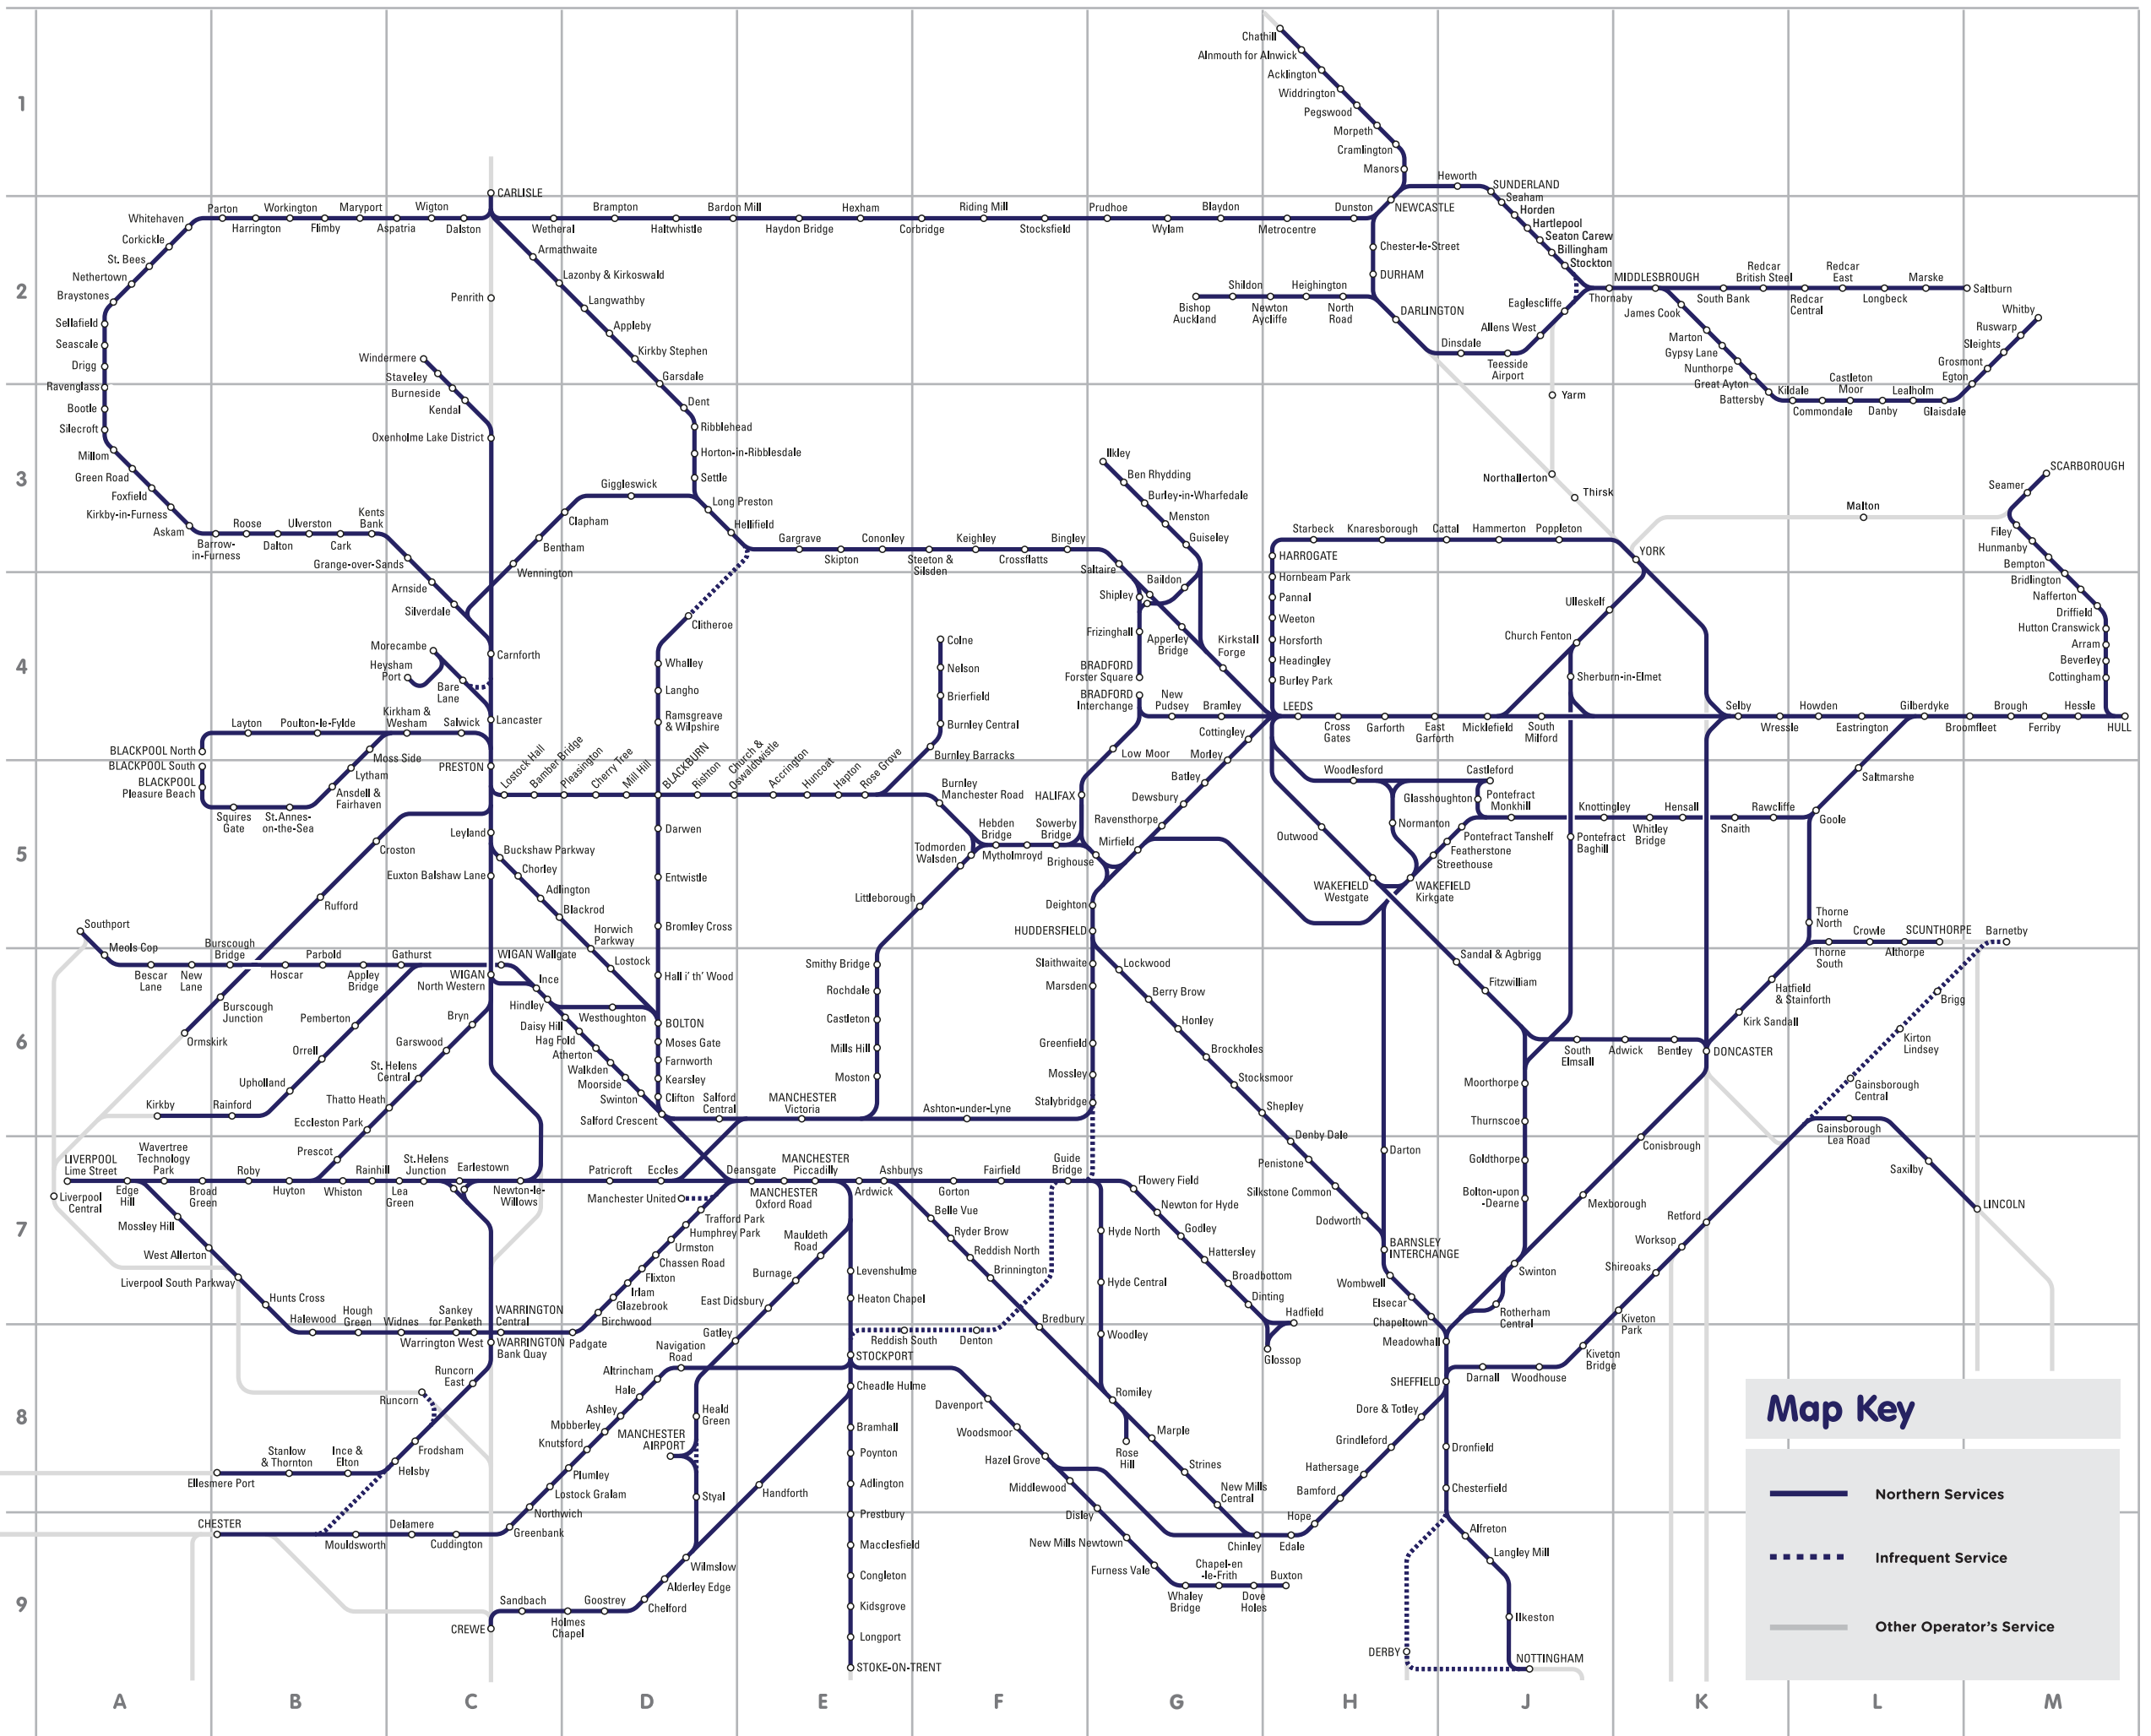 1
Chathill
Alnmouth for Alnwick
Acklington
Widdrington
Pegswood
Morpeth
Cramlington
Manors
Heworth
SUNDERLAND
Seaham
Horden
Hartlepool
Seaton Carew
Billingham
Stockton
2
CARLISLE
Whitehaven
Parton
Harrington
Workington
Flimby
Maryport
Aspatria
Wigton
Dalston
Wetheral
Brampton
Haltwhistle
Bardon Mill
Haydon Bridge
Hexham
Corbridge
Riding Mill
Stocksfield
Prudhoe
Wylam
Blaydon
Metrocentre
Dunston
NEWCASTLE
Chester-le-Street
DURHAM
Corkickle
St. Bees
Nethertown
Braystones
Sellafield
Seascale
Drigg
Ravenglass
Bootle
Silecroft
Millom
Green Road
Foxfield
Kirkby-in-Furness
Askam
Armathwaite
Lazonby & Kirkoswald
Langwathby
Appleby
Kirkby Stephen
Garsdale
Dent
Ribblehead
Horton-in-Ribblesdale
Settle
Penrith
Bishop
Auckland
Shildon
Newton
Aycliffe
Heighington
North
Road
DARLINGTON
Dinsdale
Teesside
Airport
Allens West
Eaglescliffe
Thornaby
MIDDLESBROUGH
South Bank
Redcar
British Steel
Redcar
Central
Redcar
East
Longbeck
Marske
Saltburn
James Cook
Marton
Gypsy Lane
Nunthorpe
Great Ayton
Battersby
Kildale
Commondale
Castleton
Moor
Danby
Lealholm
Glaisdale
Egton
Grosmont
Sleights
Ruswarp
Whitby
Yarm
Northallerton
Thirsk
3
Windermere
Staveley
Burneside
Kendal
Oxenholme Lake District
Giggleswick
Clapham
Bentham
Wennington
Long Preston
Hellifield
Barrow-
in-Furness
Roose
Dalton
Ulverston
Cark
Kents
Bank
Grange-over-Sands
Arnside
Silverdale
Gargrave
Skipton
Cononley
Steeton &
Silsden
Keighley
Crossflatts
Bingley
Saltaire
Ilkley
Ben Rhydding
Burley-in-Wharfedale
Menston
Guiseley
Baildon
Shipley
Frizinghall
BRADFORD
Forster Square
BRADFORD
Interchange
Apperley
Bridge
Kirkstall
Forge
Starbeck
Knaresborough
Cattal
Hammerton
Poppleton
YORK
HARROGATE
Hornbeam Park
Pannal
Weeton
Horsforth
Headingley
Burley Park
Malton
SCARBOROUGH
Seamer
Filey
Hunmanby
Bempton
Bridlington
Nafferton
Driffield
Hutton Cranswick
Arram
Beverley
Cottingham
4
Morecambe
Heysham
Port
Bare
Lane
Carnforth
Lancaster
Clitheroe
Whalley
Langho
Ramsgreave
& Wilpshire
Colne
Nelson
Brierfield
Burnley Central
Burnley Barracks
New
Pudsey
Bramley
LEEDS
Cross
Gates
Garforth
East
Garforth
Micklefield
South
Milford
Ulleskelf
Church Fenton
Sherburn-in-Elmet
Selby
Wressle
Howden
Eastrington
Gilberdyke
Broomfleet
Brough
Ferriby
Hessle
HULL
Layton
Poulton-le-Fylde
Kirkham &
Wesham
Salwick
BLACKPOOL North
BLACKPOOL South
BLACKPOOL
Pleasure Beach
Squires
Gate
St.Annes-
on-the-Sea
Ansdell &
Fairhaven
Lytham
Moss Side
PRESTON
Lostock Hall
Bamber Bridge
Pleasington
Cherry Tree
Mill Hill
BLACKBURN
Rishton
Church &
Oswaldtwistle
Accrington
Huncoat
Hapton
Rose Grove
Burnley
Manchester Road
Low Moor
HALIFAX
Cottingley
Morley
Batley
Dewsbury
Ravensthorpe
Mirfield
5
Leyland
Croston
Rufford
Euxton Balshaw Lane
Buckshaw Parkway
Chorley
Adlington
Blackrod
Horwich
Parkway
Lostock
Darwen
Entwistle
Bromley Cross
Hall i' th' Wood
Todmorden
Walsden
Littleborough
Hebden
Bridge
Mytholmroyd
Sowerby
Bridge
Brighouse
Deighton
HUDDERSFIELD
Woodlesford
Castleford
Glasshoughton
Pontefract
Monkhill
Normanton
Pontefract Tanshelf
Featherstone
Streethouse
Outwood
WAKEFIELD
Westgate
WAKEFIELD
Kirkgate
Pontefract
Baghill
Knottingley
Whitley
Bridge
Hensall
Snaith
Rawcliffe
Goole
Saltmarshe
Thorne
North
Thorne
South
Crowle
Althorpe
SCUNTHORPE
Barnetby
6
Southport
Meols Cop
Bescar
Lane
New
Lane
Burscough
Bridge
Hoscar
Parbold
Appley
Bridge
Gathurst
WIGAN
North Western
WIGAN Wallgate
Ince
Hindley
Westhoughton
Daisy Hill
Hag Fold
Atherton
Walkden
Moorside
Swinton
Salford Crescent
Burscough
Junction
Ormskirk
Pemberton
Orrell
Upholland
Rainford
Kirkby
Bryn
Garswood
St. Helens
Central
Thatto Heath
Eccleston Park
Prescot
BOLTON
Moses Gate
Farnworth
Kearsley
Clifton
Salford
Central
MANCHESTER
Victoria
Smithy Bridge
Rochdale
Castleton
Mills Hill
Moston
Ashton-under-Lyne
Slaithwaite
Marsden
Greenfield
Mossley
Stalybridge
Lockwood
Berry Brow
Honley
Brockholes
Stocksmoor
Shepley
Denby Dale
Penistone
Silkstone Common
Dodworth
Darton
BARNSLEY
INTERCHANGE
Wombwell
Elsecar
Chapeltown
Meadowhall
Sandal & Agbrigg
Fitzwilliam
South
Elmsall
Adwick
Bentley
DONCASTER
Kirk Sandall
Hatfield
& Stainforth
Moorthorpe
Thurnscoe
Goldthorpe
Bolton-upon
-Dearne
Swinton
Conisbrough
Mexborough
Rotherham
Central
Brigg
Kirton
Lindsey
Gainsborough
Central
Gainsborough
Lea Road
Saxilby
LINCOLN
Retford
Worksop
Shireoaks
Kiveton
Park
Kiveton
Bridge
7
LIVERPOOL
Lime Street
Liverpool
Central
Edge
Hill
Wavertree
Technology
Park
Broad
Green
Roby
Huyton
Whiston
Rainhill
Lea
Green
St.Helens
Junction
Earlestown
Newton-le-
Willows
Patricroft
Eccles
Manchester United
Deansgate
MANCHESTER
Oxford Road
MANCHESTER
Piccadilly
Ardwick
Ashburys
Gorton
Fairfield
Guide
Bridge
Flowery Field
Newton for Hyde
Godley
Hattersley
Broadbottom
Dinting
Hadfield
Glossop
Mossley Hill
West Allerton
Liverpool South Parkway
Hunts Cross
Halewood
Hough
Green
Widnes
Warrington West
Sankey
for Penketh
WARRINGTON
Central
WARRINGTON
Bank Quay
Padgate
Birchwood
Glazebrook
Irlam
Flixton
Chassen Road
Urmston
Humphrey Park
Trafford Park
Mauldeth
Road
Burnage
East Didsbury
Gatley
Levenshulme
Heaton Chapel
Belle Vue
Ryder Brow
Reddish North
Brinnington
Bredbury
Reddish South
Denton
Hyde North
Hyde Central
Woodley
8
Runcorn
Runcorn
East
Frodsham
Helsby
Ince &
Elton
Stanlow
& Thornton
Ellesmere Port
Navigation
Road
Altrincham
Hale
Ashley
Mobberley
Knutsford
Plumley
Lostock Gralam
Northwich
Greenbank
Heald
Green
MANCHESTER
AIRPORT
Styal
STOCKPORT
Cheadle Hulme
Bramhall
Poynton
Adlington
Prestbury
Macclesfield
Congleton
Kidsgrove
Longport
STOKE-ON-TRENT
Handforth
Wilmslow
Alderley Edge
Chelford
Davenport
Woodsmoor
Hazel Grove
Middlewood
Disley
New Mills Newtown
Furness Vale
Whaley
Bridge
Chapel-en
-le-Frith
Dove
Holes
Buxton
Romiley
Rose
Hill
Marple
Strines
New Mills
Central
Chinley
Edale
Hope
Bamford
Hathersage
Grindleford
Dore & Totley
SHEFFIELD
Darnall
Woodhouse
Dronfield
Chesterfield
Alfreton
Langley Mill
Ilkeston
NOTTINGHAM
DERBY
9
CHESTER
Mouldsworth
Delamere
Cuddington
CREWE
Sandbach
Holmes
Chapel
Goostrey
Map Key
Northern Services
Infrequent Service
Other Operator's Service
A
B
C
D
E
F
G
H
J
K
L
M